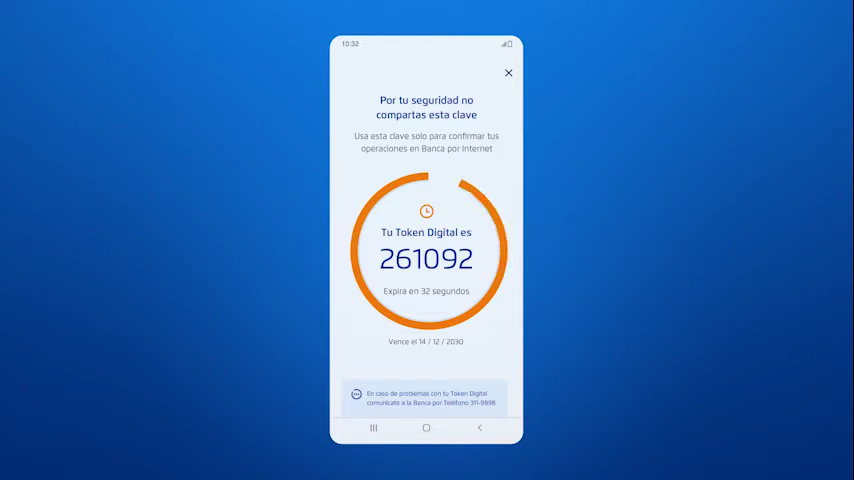 10:32
Por tu seguridad no
compartas esta clave
Usa esta clave solo para confirmar tus
operaciones en Banca por Internet
Tu Token Digital es
261092
Expira en 32 segundos
Vence el 14 / 12 / 2030
En caso de problemas con tu Token Digital
comunícate a la Banca por Teléfono 311-9898